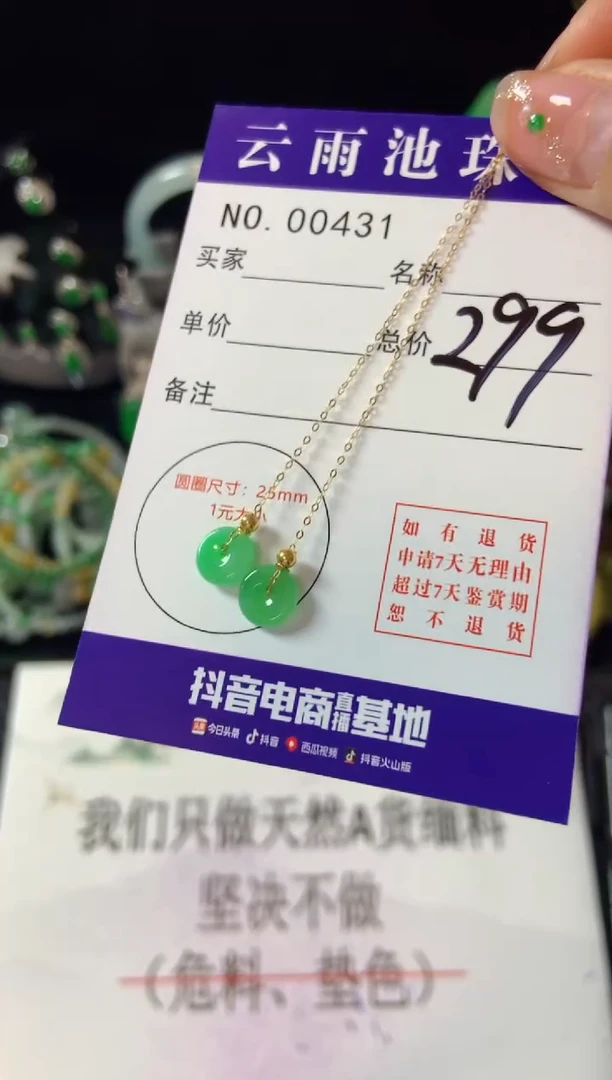 云雨池珠
NO. 00431
买家 名称
单价 总价 299
备注
圆圈尺寸：25mm
1元大小
如有退货
申请7天无理由
超过7天鉴赏期
恕不退货
抖音电商直播基地
头条 今日头条 抖音 西瓜视频 抖音火山版
我们只做天然A货细料
坚决不做
（危料、垫色）